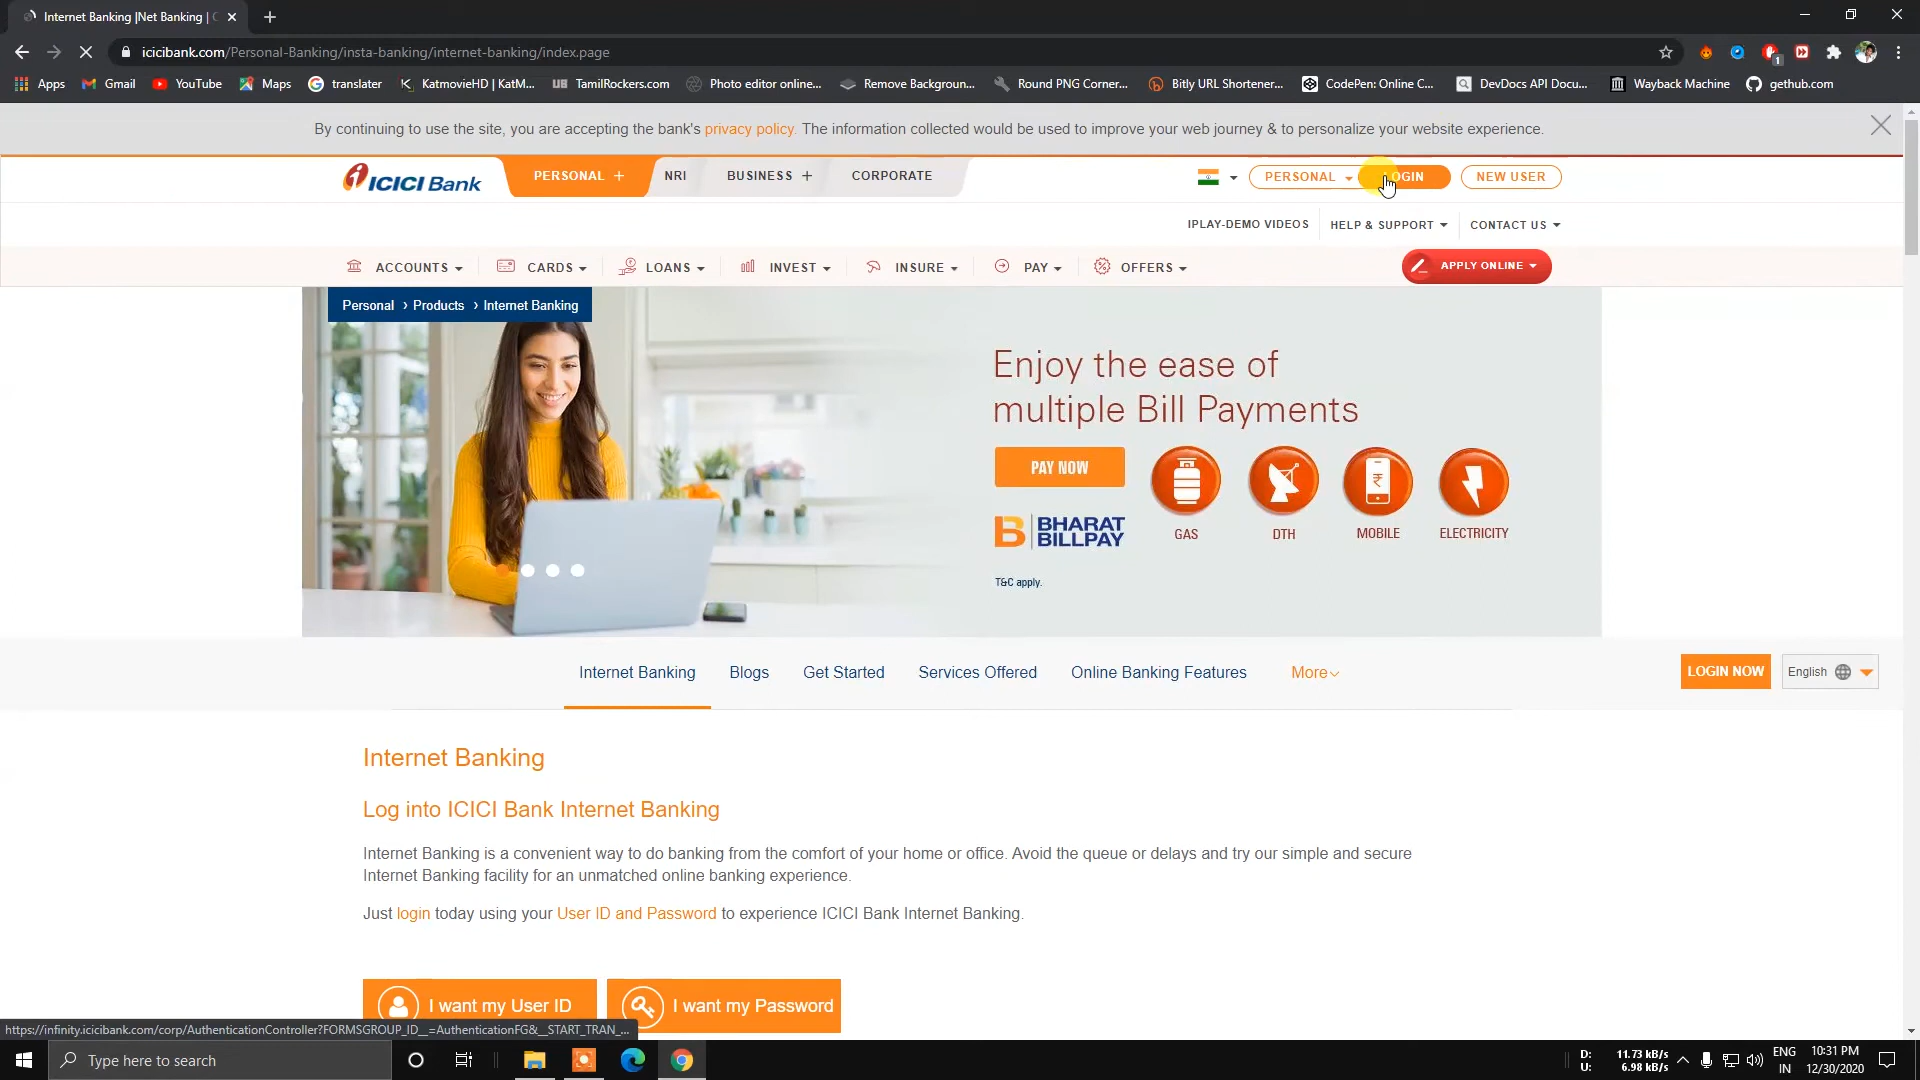 Internet Banking |Net Banking |
icicibank.com/Personal-Banking/insta-banking/internet-banking/index.page
1
Apps Gmail YouTube Maps translater KatmovieHD | KatM... TamilRockers.com Photo editor online... Remove Backgroun... Round PNG Corner... Bitly URL Shortener... CodePen: Online C... DevDocs API Docu... Wayback Machine gethub.com
By continuing to use the site, you are accepting the bank's privacy policy. The information collected would be used to improve your web journey & to personalize your website experience.
ICICI Bank PERSONAL + NRI BUSINESS + CORPORATE PERSONAL LOGIN NEW USER
IPLAY-DEMO VIDEOS HELP & SUPPORT CONTACT US
ACCOUNTS CARDS LOANS INVEST INSURE PAY OFFERS APPLY ONLINE
Personal › Products › Internet Banking
Enjoy the ease of
multiple Bill Payments
PAY NOW
B BHARAT
BILLPAY
GAS DTH MOBILE ELECTRICITY
T&C apply.
Internet Banking Blogs Get Started Services Offered Online Banking Features More LOGIN NOW English
Internet Banking
Log into ICICI Bank Internet Banking
Internet Banking is a convenient way to do banking from the comfort of your home or office. Avoid the queue or delays and try our simple and secure
Internet Banking facility for an unmatched online banking experience.
Just login today using your User ID and Password to experience ICICI Bank Internet Banking.
I want my User ID I want my Password
https://infinity.icicibank.com/corp/AuthenticationController?FORMSGROUP_ID__=AuthenticationFG&__START_TRAN_...
Type here to search
D: 11.73 kB/s
U: 6.98 kB/s
ENG
IN
10:31 PM
12/30/2020